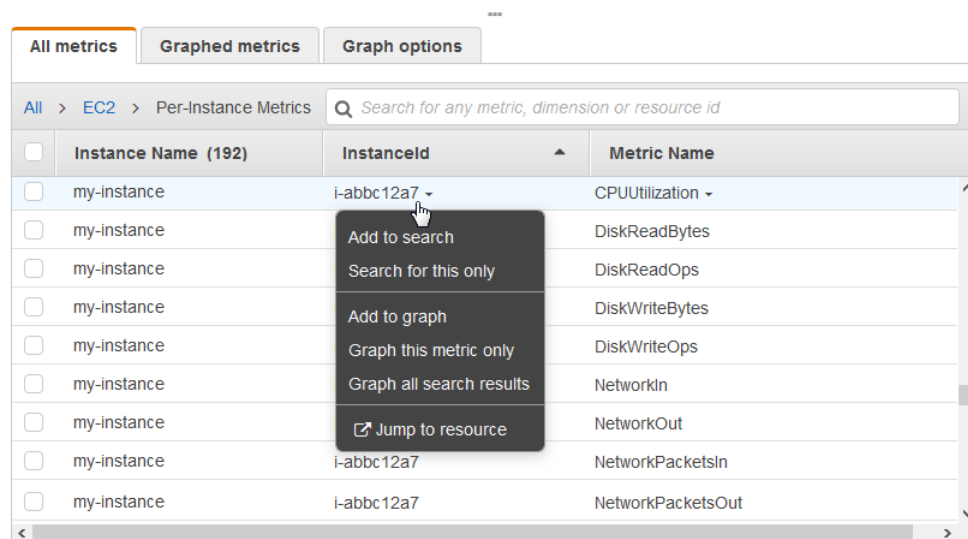 All metrics Graphed metrics Graph options
All > EC2 > Per-Instance Metrics Search for any metric, dimension or resource id
Instance Name (192) InstanceId Metric Name
my-instance i-abbc12a7 CPUUtilization
my-instance DiskReadBytes
my-instance DiskReadOps
my-instance DiskWriteBytes
my-instance DiskWriteOps
my-instance NetworkIn
my-instance NetworkOut
my-instance i-abbc12a7 NetworkPacketsIn
my-instance i-abbc12a7 NetworkPacketsOut
Add to search
Search for this only
Add to graph
Graph this metric only
Graph all search results
Jump to resource